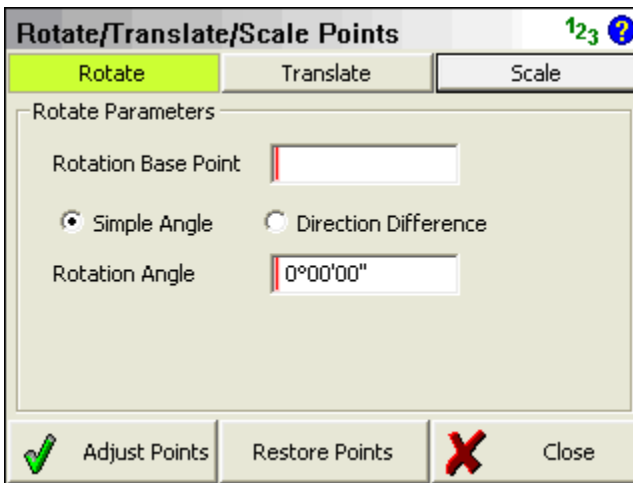 Rotate/Translate/Scale Points 123 ?
Rotate Translate Scale
Rotate Parameters
Rotation Base Point
Simple Angle Direction Difference
Rotation Angle 0°00'00"
Adjust Points Restore Points Close